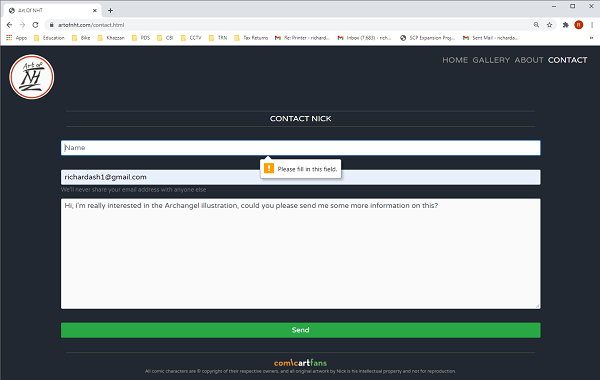 Art Of NHT
artofnht.com/contact.html
Apps Education Bike Khazzan PDS CBI CCTV TRN Tax Returns Re: Printer - richard... Inbox (7,683) - richar... SCP Expansion Proj... Sent Mail - richarda...
Art of
NH
HOME GALLERY ABOUT CONTACT
CONTACT NICK
Name
Please fill in this field.
richardash1@gmail.com
We'll never share your email address with anyone else
Hi, i'm really interested in the Archangel illustration, could you please send me some more information on this?
Send
comicartfans
All comic characters are © copyright of their respective owners, and all original artwork by Nick is his intellectual property and not for reproduction.